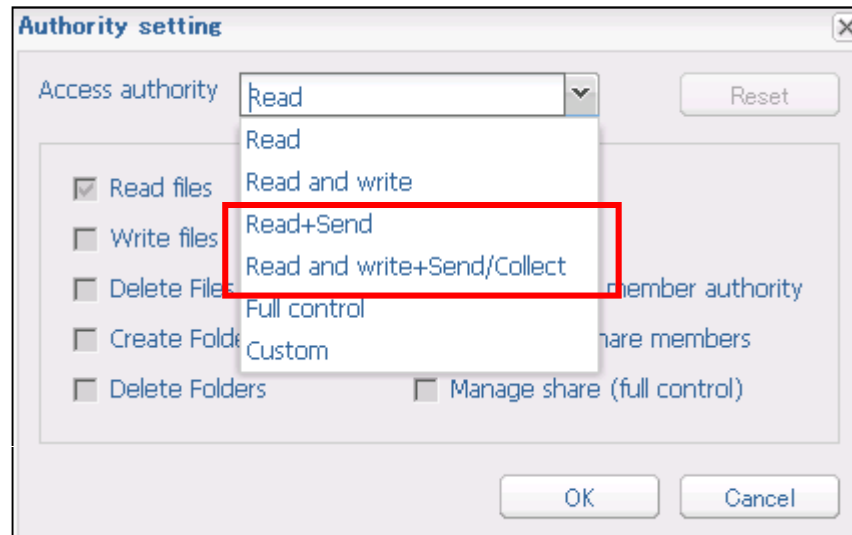 Authority setting
Access authority
Read
Reset
Read
Read and write
Read+Send
Read and write+Send/Collect
Full control
Custom
Read files
Write files
Delete Files
member authority
Create
members
Delete Folders
Manage share (full control)
OK
Cancel